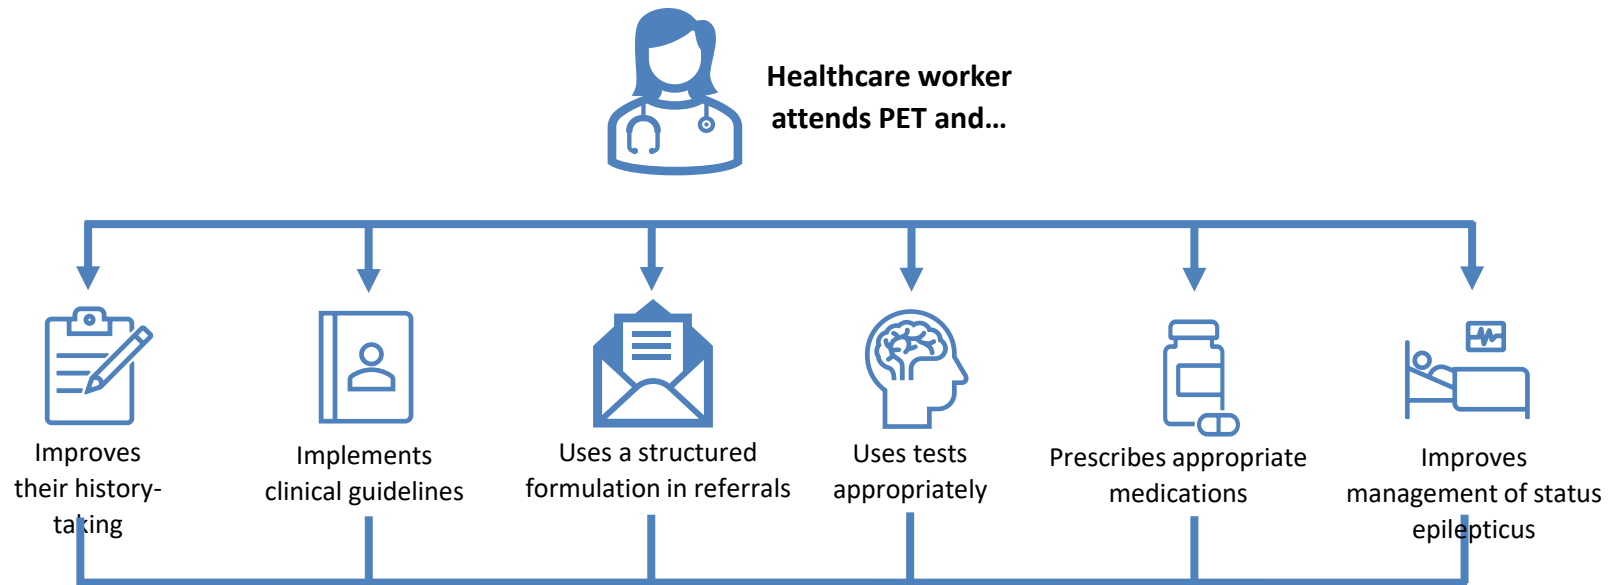 Healthcare worker
attends PET and...
Improves
their history-
taking
Implements
clinical guidelines
Uses a structured
formulation in referrals
Uses tests
appropriately
Prescribes appropriate
medications
Improves
management of status
epilepticus